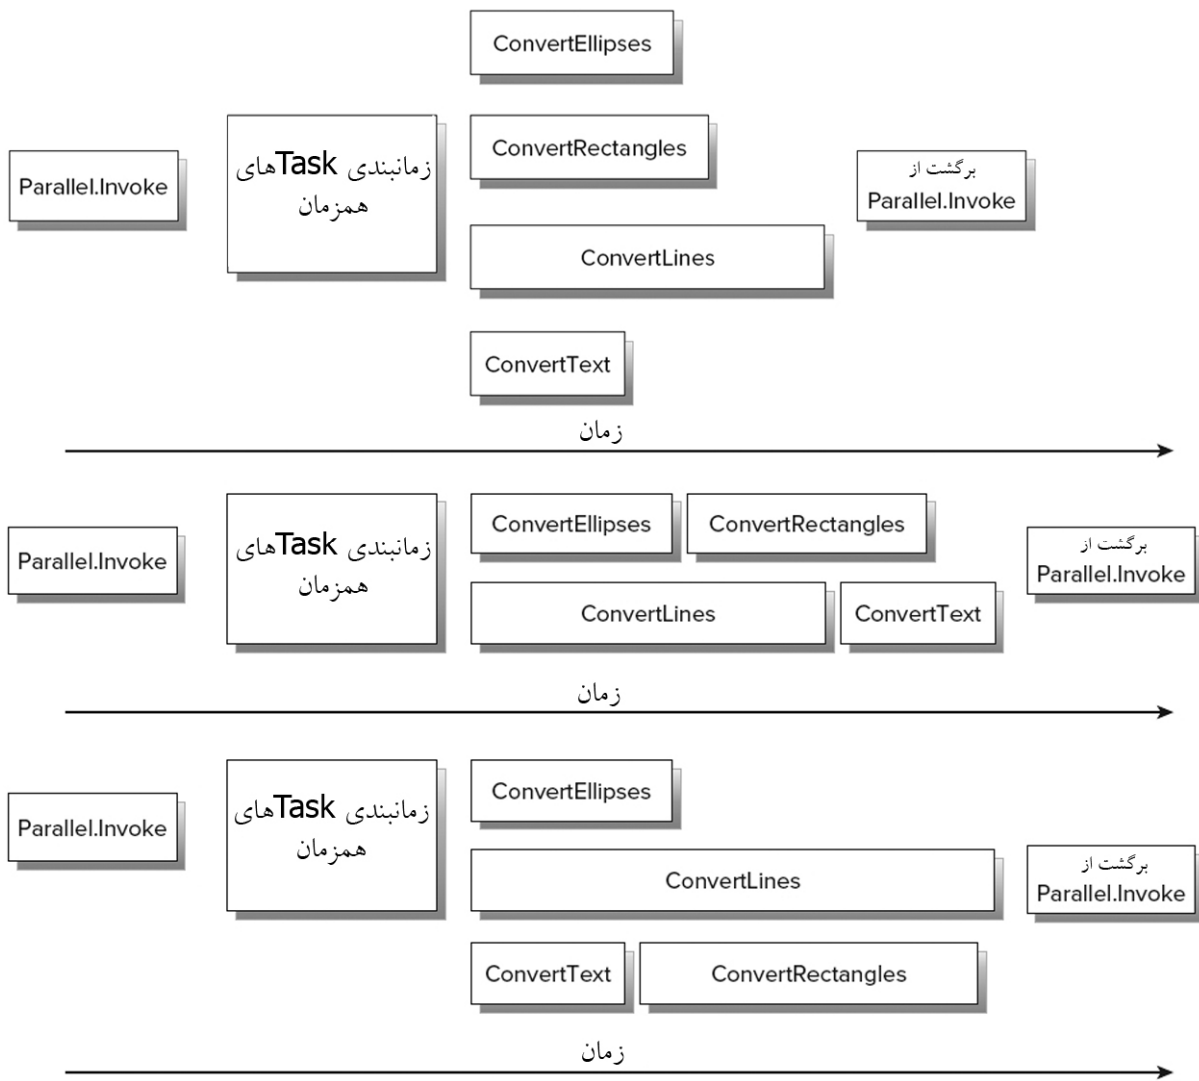 ConvertEllipses
Parallel.Invoke
زمانبندی Taskهای
همزمان
ConvertRectangles
برگشت از
Parallel.Invoke
ConvertLines
ConvertText
زمان
Parallel.Invoke
زمانبندی Taskهای
همزمان
ConvertEllipses
ConvertRectangles
برگشت از
Parallel.Invoke
ConvertLines
ConvertText
زمان
Parallel.Invoke
زمانبندی Taskهای
همزمان
ConvertEllipses
ConvertLines
برگشت از
Parallel.Invoke
ConvertText
ConvertRectangles
زمان